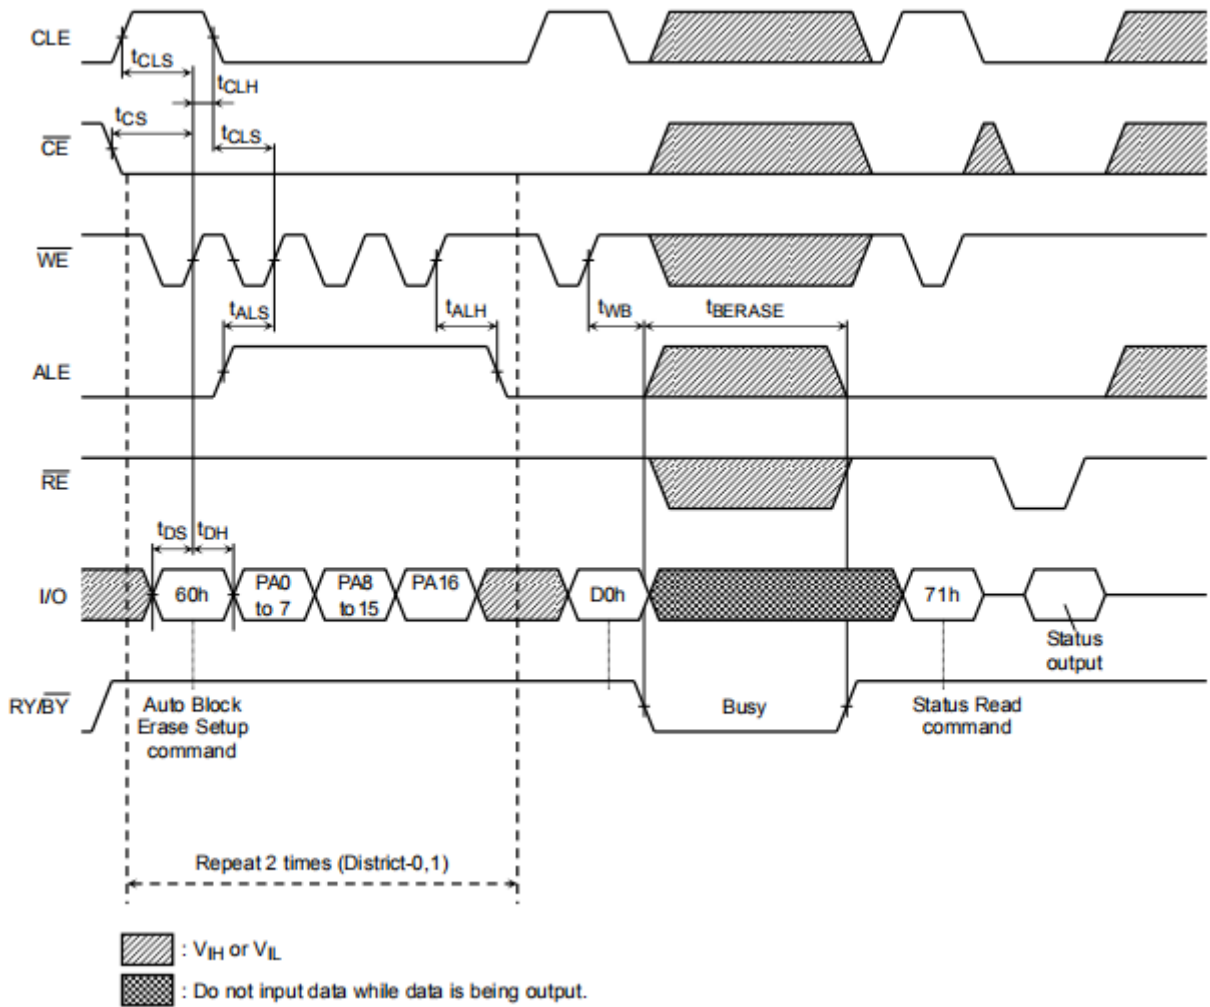 CLE
tCLS
tCLH
tCS
tCLS
CE
WE
tALS
tALH
tWB
tBERASE
ALE
RE
tDS
tDH
I/O
60h
PA0
to 7
PA8
to 15
PA16
D0h
71h
Status
output
RY/BY
Auto Block
Erase Setup
command
Busy
Status Read
command
Repeat 2 times (District-0,1)
: VIH or VIL
: Do not input data while data is being output.